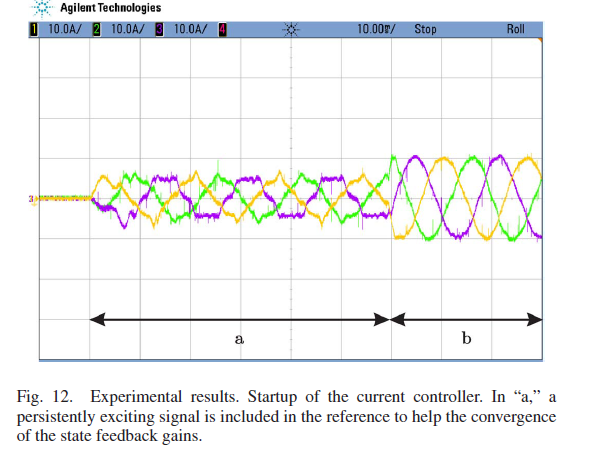 Agilent Technologies
1 10.0A/ 2 10.0A/ 3 10.0A/ 4 10.00s/ Stop Roll
a
b
Fig. 12. Experimental results. Startup of the current controller. In “a,” a
persistently exciting signal is included in the reference to help the convergence
of the state feedback gains.